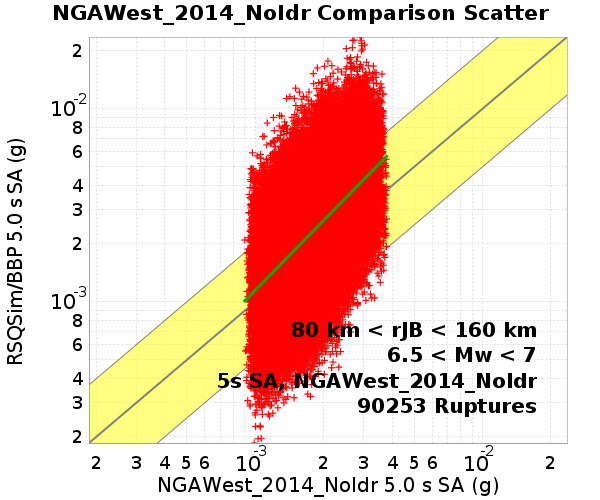 NGAWest_2014_NoIdr Comparison Scatter
RSQSim/BBP 5.0 s SA (g)
2
10-2
8
6
4
3
2
10-3
8
6
4
3
2
80 km < rJB < 160 km
6.5 < Mw < 7
5s SA, NGAWest_2014_NoIdr
90253 Ruptures
2 3 4 5 6 10-3 2 3 4 5 6 10-2 2
NGAWest_2014_NoIdr 5.0 s SA (g)